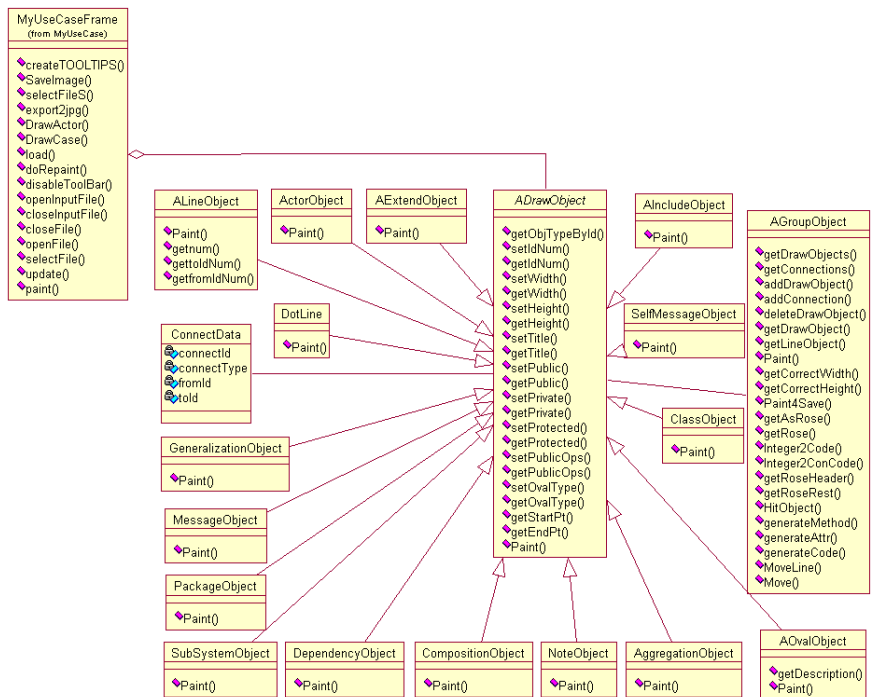 MyUseCaseFrame
(from MyUseCase)
createTOOLTIPS()
SaveImage()
selectFileS()
export2jpg()
DrawActor()
DrawCase()
load()
doRepaint()
disableToolBar()
openInputFile()
closeInputFile()
closeFile()
openFile()
selectFile()
update()
paint()
ALineObject
Paint()
getnum()
gettoIdNum()
getfromIdNum()
ActorObject
Paint()
AExtendObject
Paint()
ADrawObject
getObjTypeById()
setIdNum()
getIdNum()
setWidth()
getWidth()
setHeight()
getHeight()
setTitle()
getTitle()
setPublic()
getPublic()
setPrivate()
getPrivate()
setProtected()
getProtected()
setPublicOps()
getPublicOps()
setOvalType()
getOvalType()
getStartPt()
getEndPt()
Paint()
AIncludeObject
Paint()
AGroupObject
getDrawObjects()
getConnections()
addDrawObject()
addConnection()
deleteDrawObject()
getDrawObject()
getLineObject()
Paint()
getCorrectWidth()
getCorrectHeight()
Paint4Save()
getAsRose()
getRose()
Integer2Code()
Integer2ConCode()
getRoseHeader()
getRoseRest()
HitObject()
generateMethod()
generateAttr()
generateCode()
MoveLine()
Move()
DotLine
Paint()
SelfMessageObject
Paint()
ConnectData
connectId
connectType
fromId
toId
ClassObject
Paint()
GeneralizationObject
Paint()
MessageObject
Paint()
PackageObject
Paint()
SubSystemObject
Paint()
DependencyObject
Paint()
CompositionObject
Paint()
NoteObject
Paint()
AggregationObject
Paint()
AOvalObject
getDescription()
Paint()